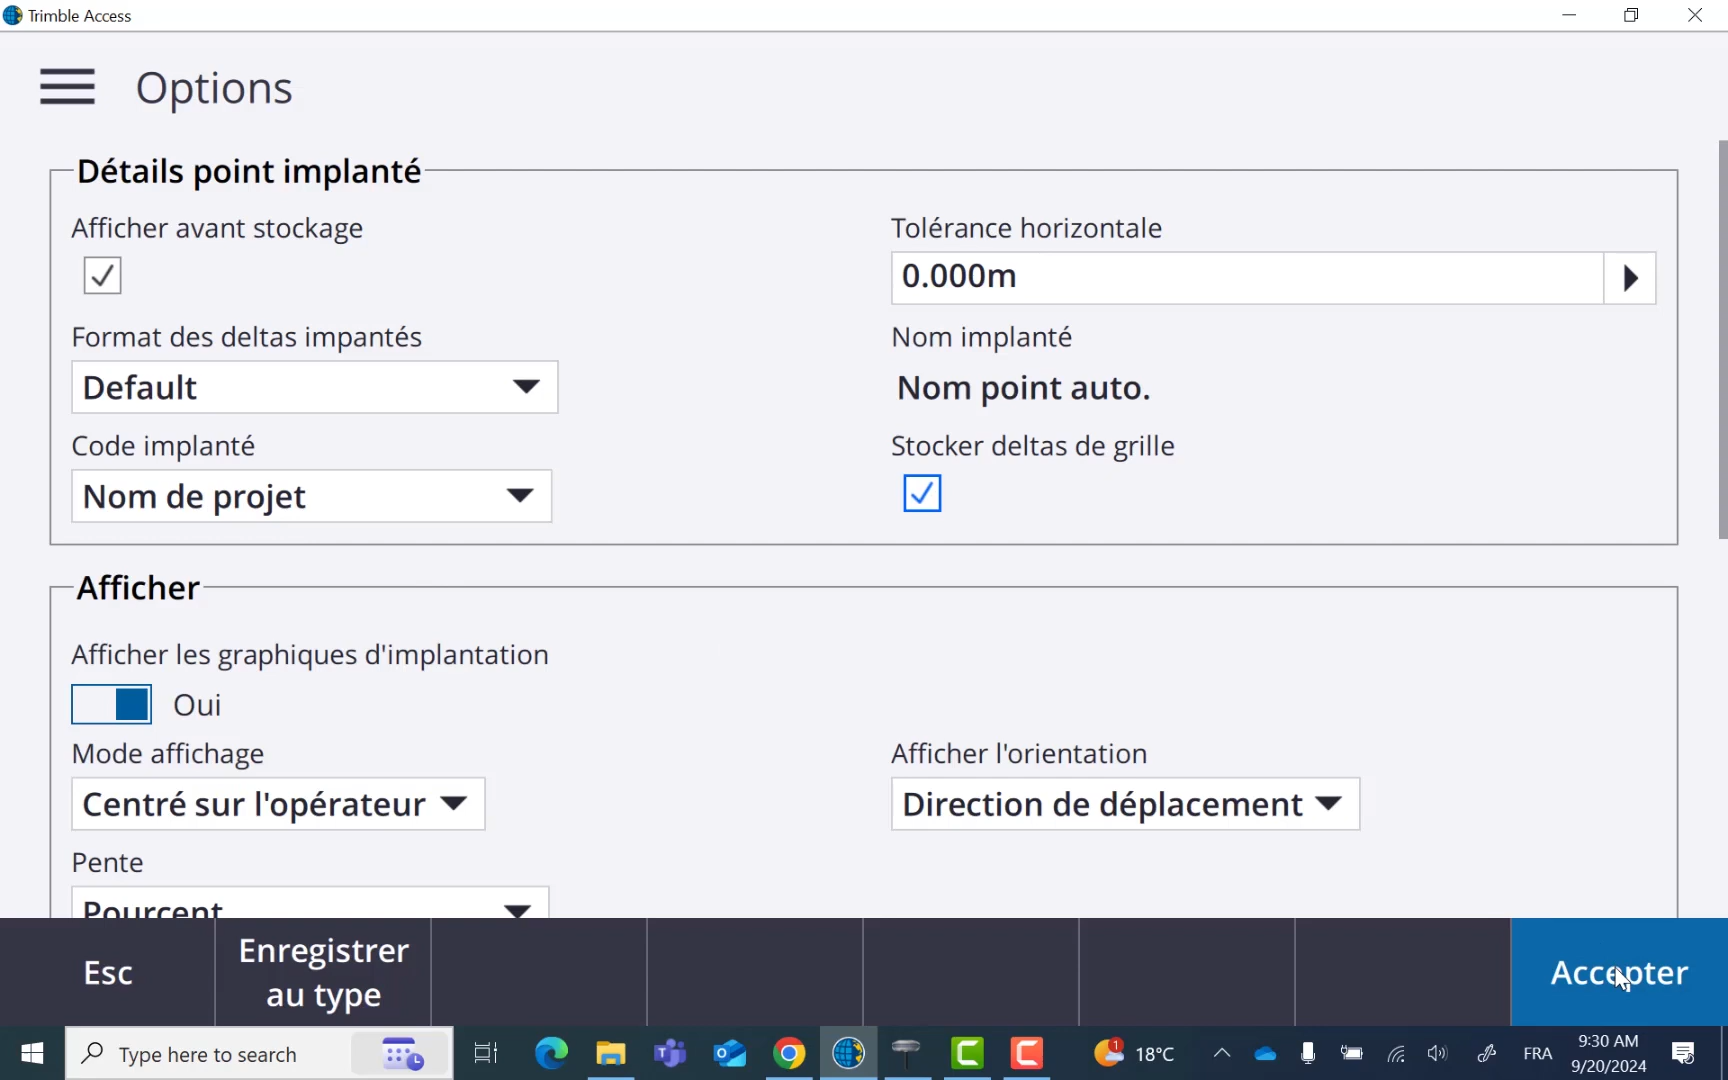 Trimble Access
Options
Détails point implanté
Afficher avant stockage
Tolérance horizontale
0.000m
Format des deltas impantés
Nom implanté
Default
Nom point auto.
Code implanté
Stocker deltas de grille
Nom de projet
Afficher
Afficher les graphiques d'implantation
Oui
Mode affichage
Afficher l'orientation
Centré sur l'opérateur
Direction de déplacement
Pente
Pourcent
Esc
Enregistrer
au type
Accepter
Type here to search
1
18°C
FRA
9:30 AM
9/20/2024